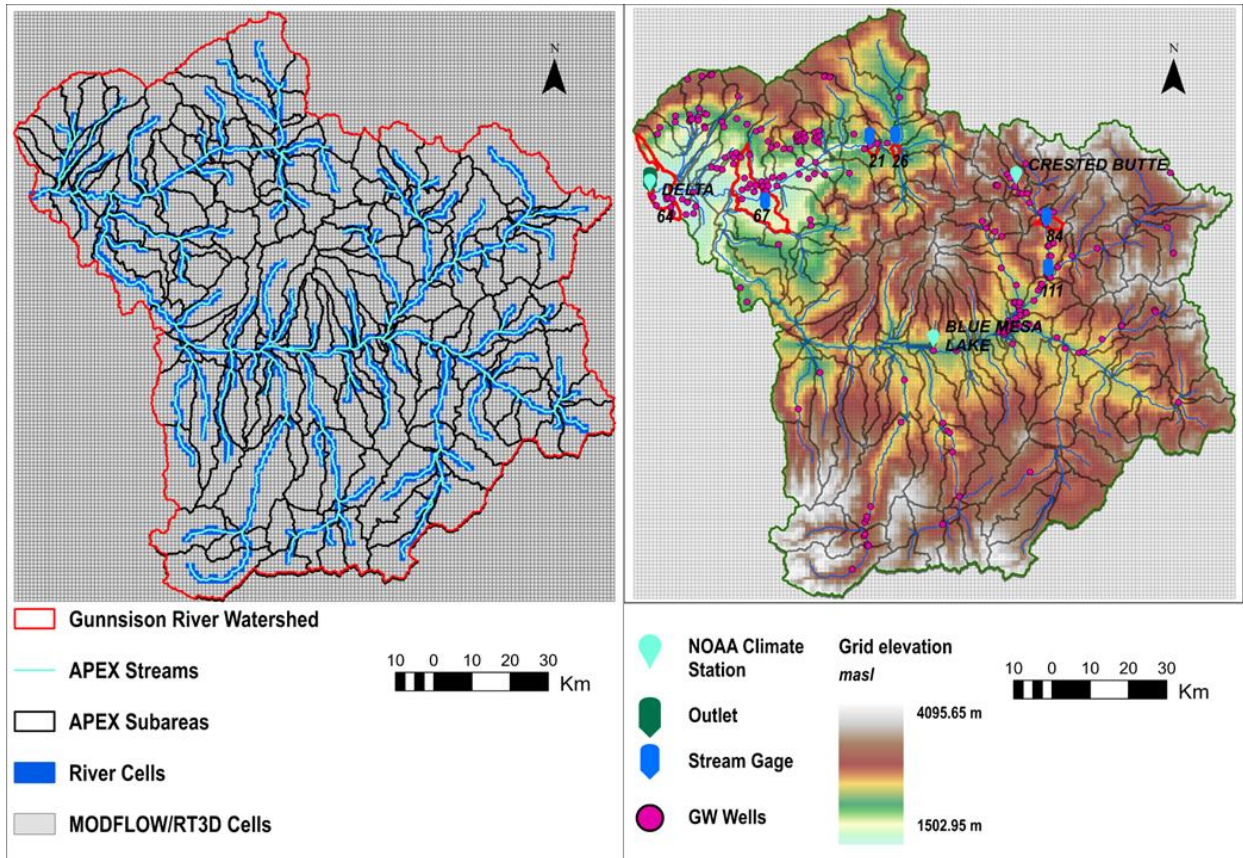 N
Gunnsison River Watershed
APEX Streams
APEX Subareas
River Cells
MODFLOW/RT3D Cells
10 0 10 20 30
Km
N
21
26
CRESTED BUTTE
DELTA
64
67
84
111
BLUE MESA
LAKE
NOAA Climate
Station
Outlet
Stream Gage
GW Wells
Grid elevation
masl
4095.65 m
1502.95 m
10 0 10 20 30
Km